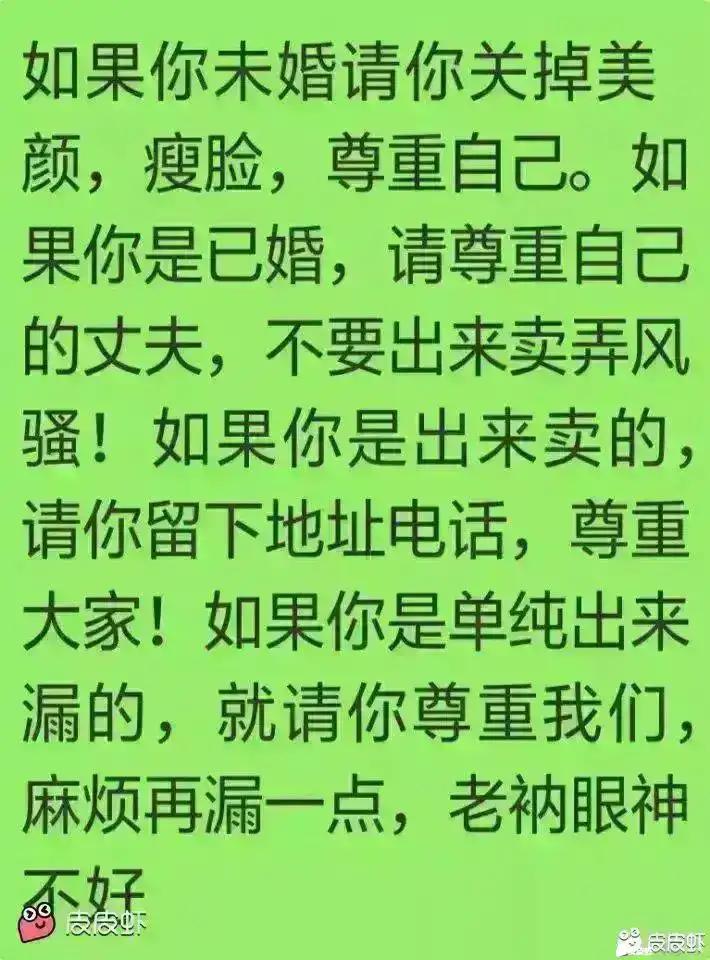 如果你未婚请你关掉美
颜，瘦脸，尊重自己。如
果你是已婚，请尊重自己
的丈夫，不要出来卖弄风
骚！如果你是出来卖的，
请你留下地址电话，尊重
大家！如果你是单纯出来
漏的，就请你尊重我们，
麻烦再漏一点，老衲眼神
不好
皮皮虾
皮皮虾